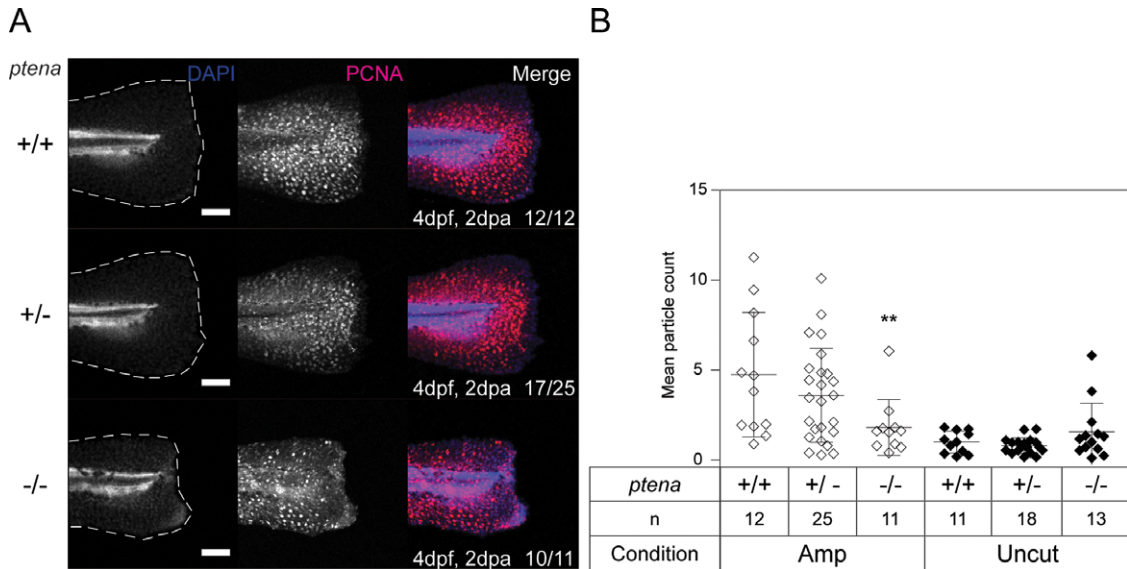 A
ptena
DAPI
PCNA
Merge
+/+
4dpf, 2dpa 12/12
+/-
4dpf, 2dpa 17/25
-/-
4dpf, 2dpa 10/11
B
15
10
5
0
Mean particle count
**
ptena +/+ +/ - -/- +/+ +/- -/-
n 12 25 11 11 18 13
Condition Amp Uncut